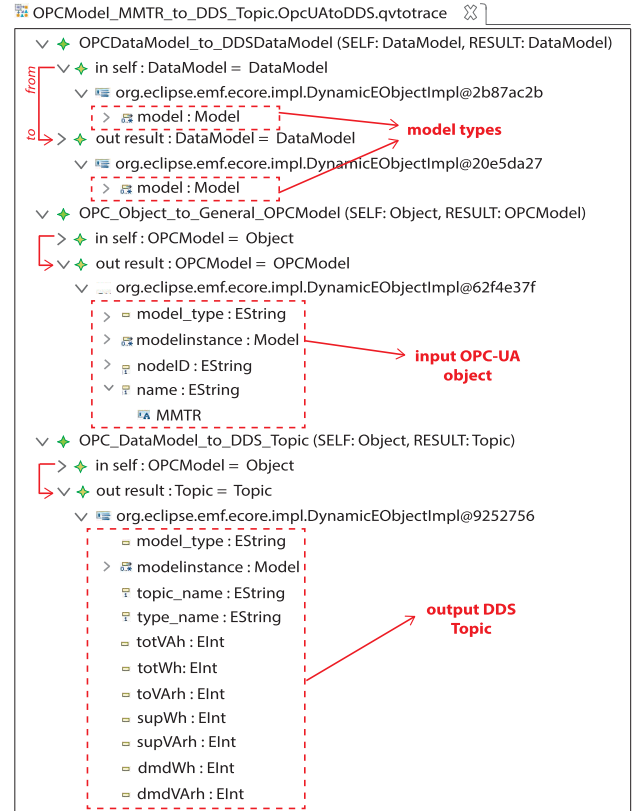 OPCModel_MMTR_to_DDS_Topic.OpcUAtoDDS.qvtotrace
OPCDataModel_to_DDSDataModel (SELF: DataModel, RESULT: DataModel)
from
to
in self : DataModel = DataModel
org.eclipse.emf.ecore.impl.DynamicEObjectImpl@2b87ac2b
model : Model
model types
out result : DataModel = DataModel
org.eclipse.emf.ecore.impl.DynamicEObjectImpl@20e5da27
model : Model
OPC_Object_to_General_OPCModel (SELF: Object, RESULT: OPCModel)
in self : OPCModel = Object
out result : OPCModel = OPCModel
org.eclipse.emf.ecore.impl.DynamicEObjectImpl@62f4e37f
model_type : EString
modelinstance : Model
input OPC-UA
object
nodeID : EString
name : EString
MMTR
OPC_DataModel_to_DDS_Topic (SELF: Object, RESULT: Topic)
in self : OPCModel = Object
out result : Topic = Topic
org.eclipse.emf.ecore.impl.DynamicEObjectImpl@9252756
model_type : EString
modelinstance : Model
topic_name : EString
type_name : EString
output DDS
Topic
totVAh : EInt
totWh: EInt
toVArh : EInt
supWh : EInt
supVArh : EInt
dmdWh : EInt
dmdVArh : EInt